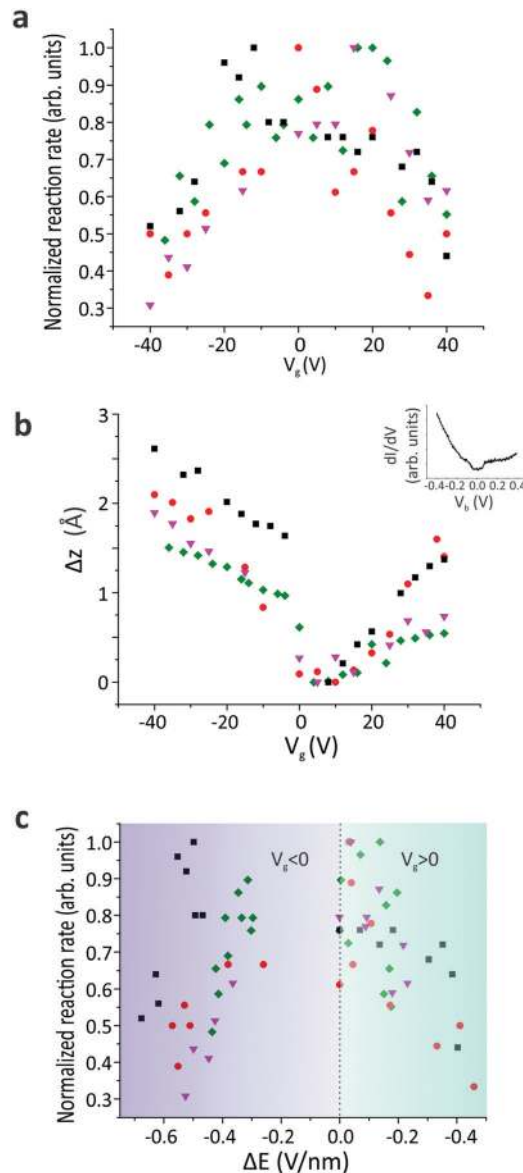 a
Normalized reaction rate (arb. units)
1.0
0.9
0.8
0.7
0.6
0.5
0.4
0.3
-40 -20 0 20 40
Vg(V)
b
Δz (Å)
3
2
1
0
-40 -20 0 20 40
Vg(V)
dI/dV
(arb. units)
-0.4 -0.2 0.0 0.2 0.4
Vb (V)
c
Normalized reaction rate (arb. units)
1.0
0.9
0.8
0.7
0.6
0.5
0.4
0.3
Vg<0 Vg>0
-0.6 -0.4 -0.2 0.0 -0.2 -0.4
ΔE (V/nm)